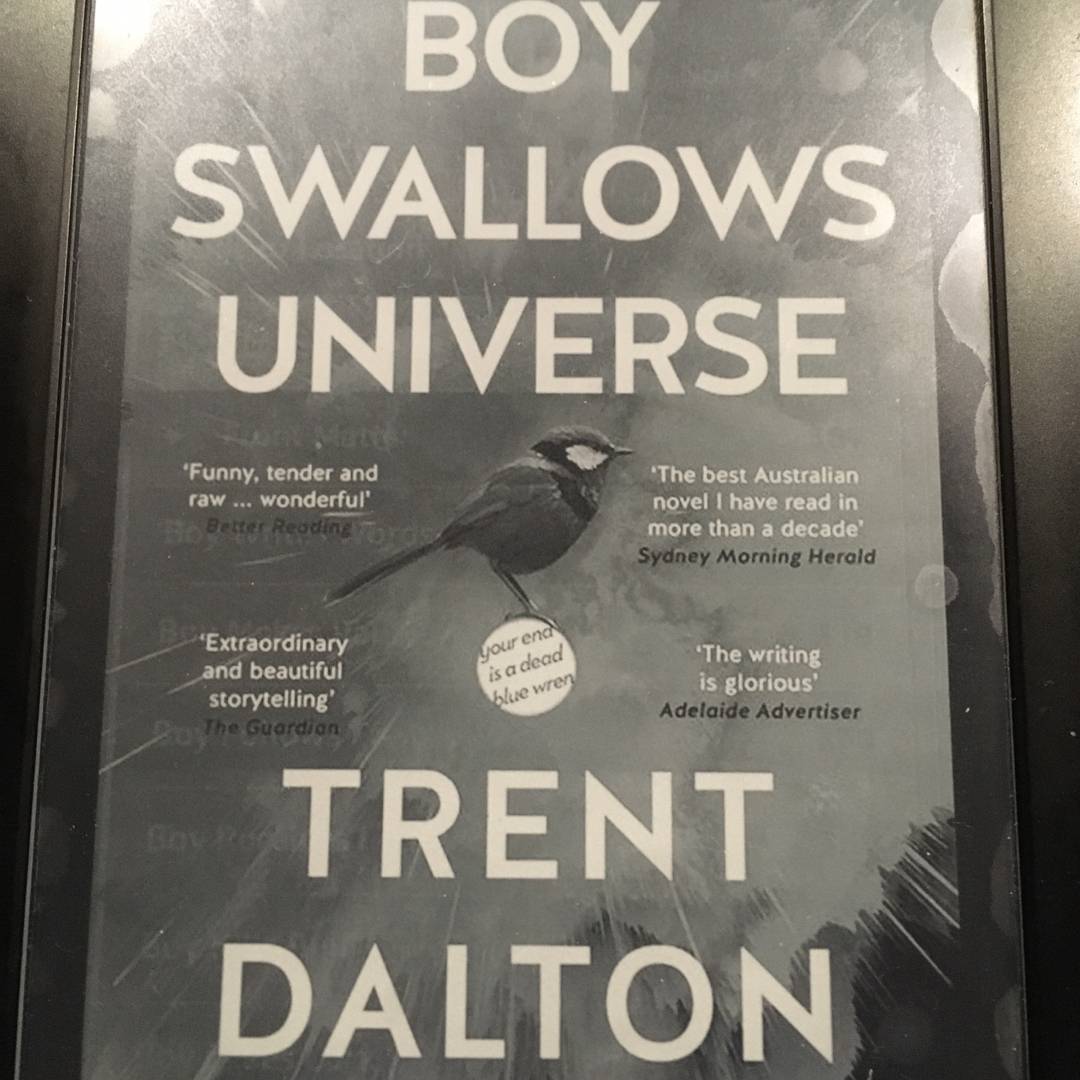 BOY
SWALLOWS
UNIVERSE
‘Funny, tender and
raw ... wonderful’
Better Reading
‘The best Australian
novel I have read in
more than a decade’
Sydney Morning Herald
‘Extraordinary
and beautiful
storytelling’
The Guardian
your end
is a dead
blue wren
‘The writing
is glorious’
Adelaide Advertiser
TRENT
DALTON